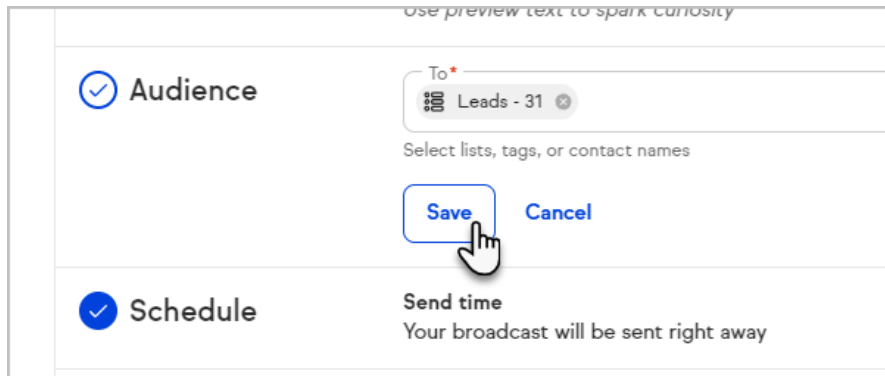 Use preview text to spark curiosity
Audience
To*
Leads - 31
Select lists, tags, or contact names
Save
Cancel
Schedule
Send time
Your broadcast will be sent right away